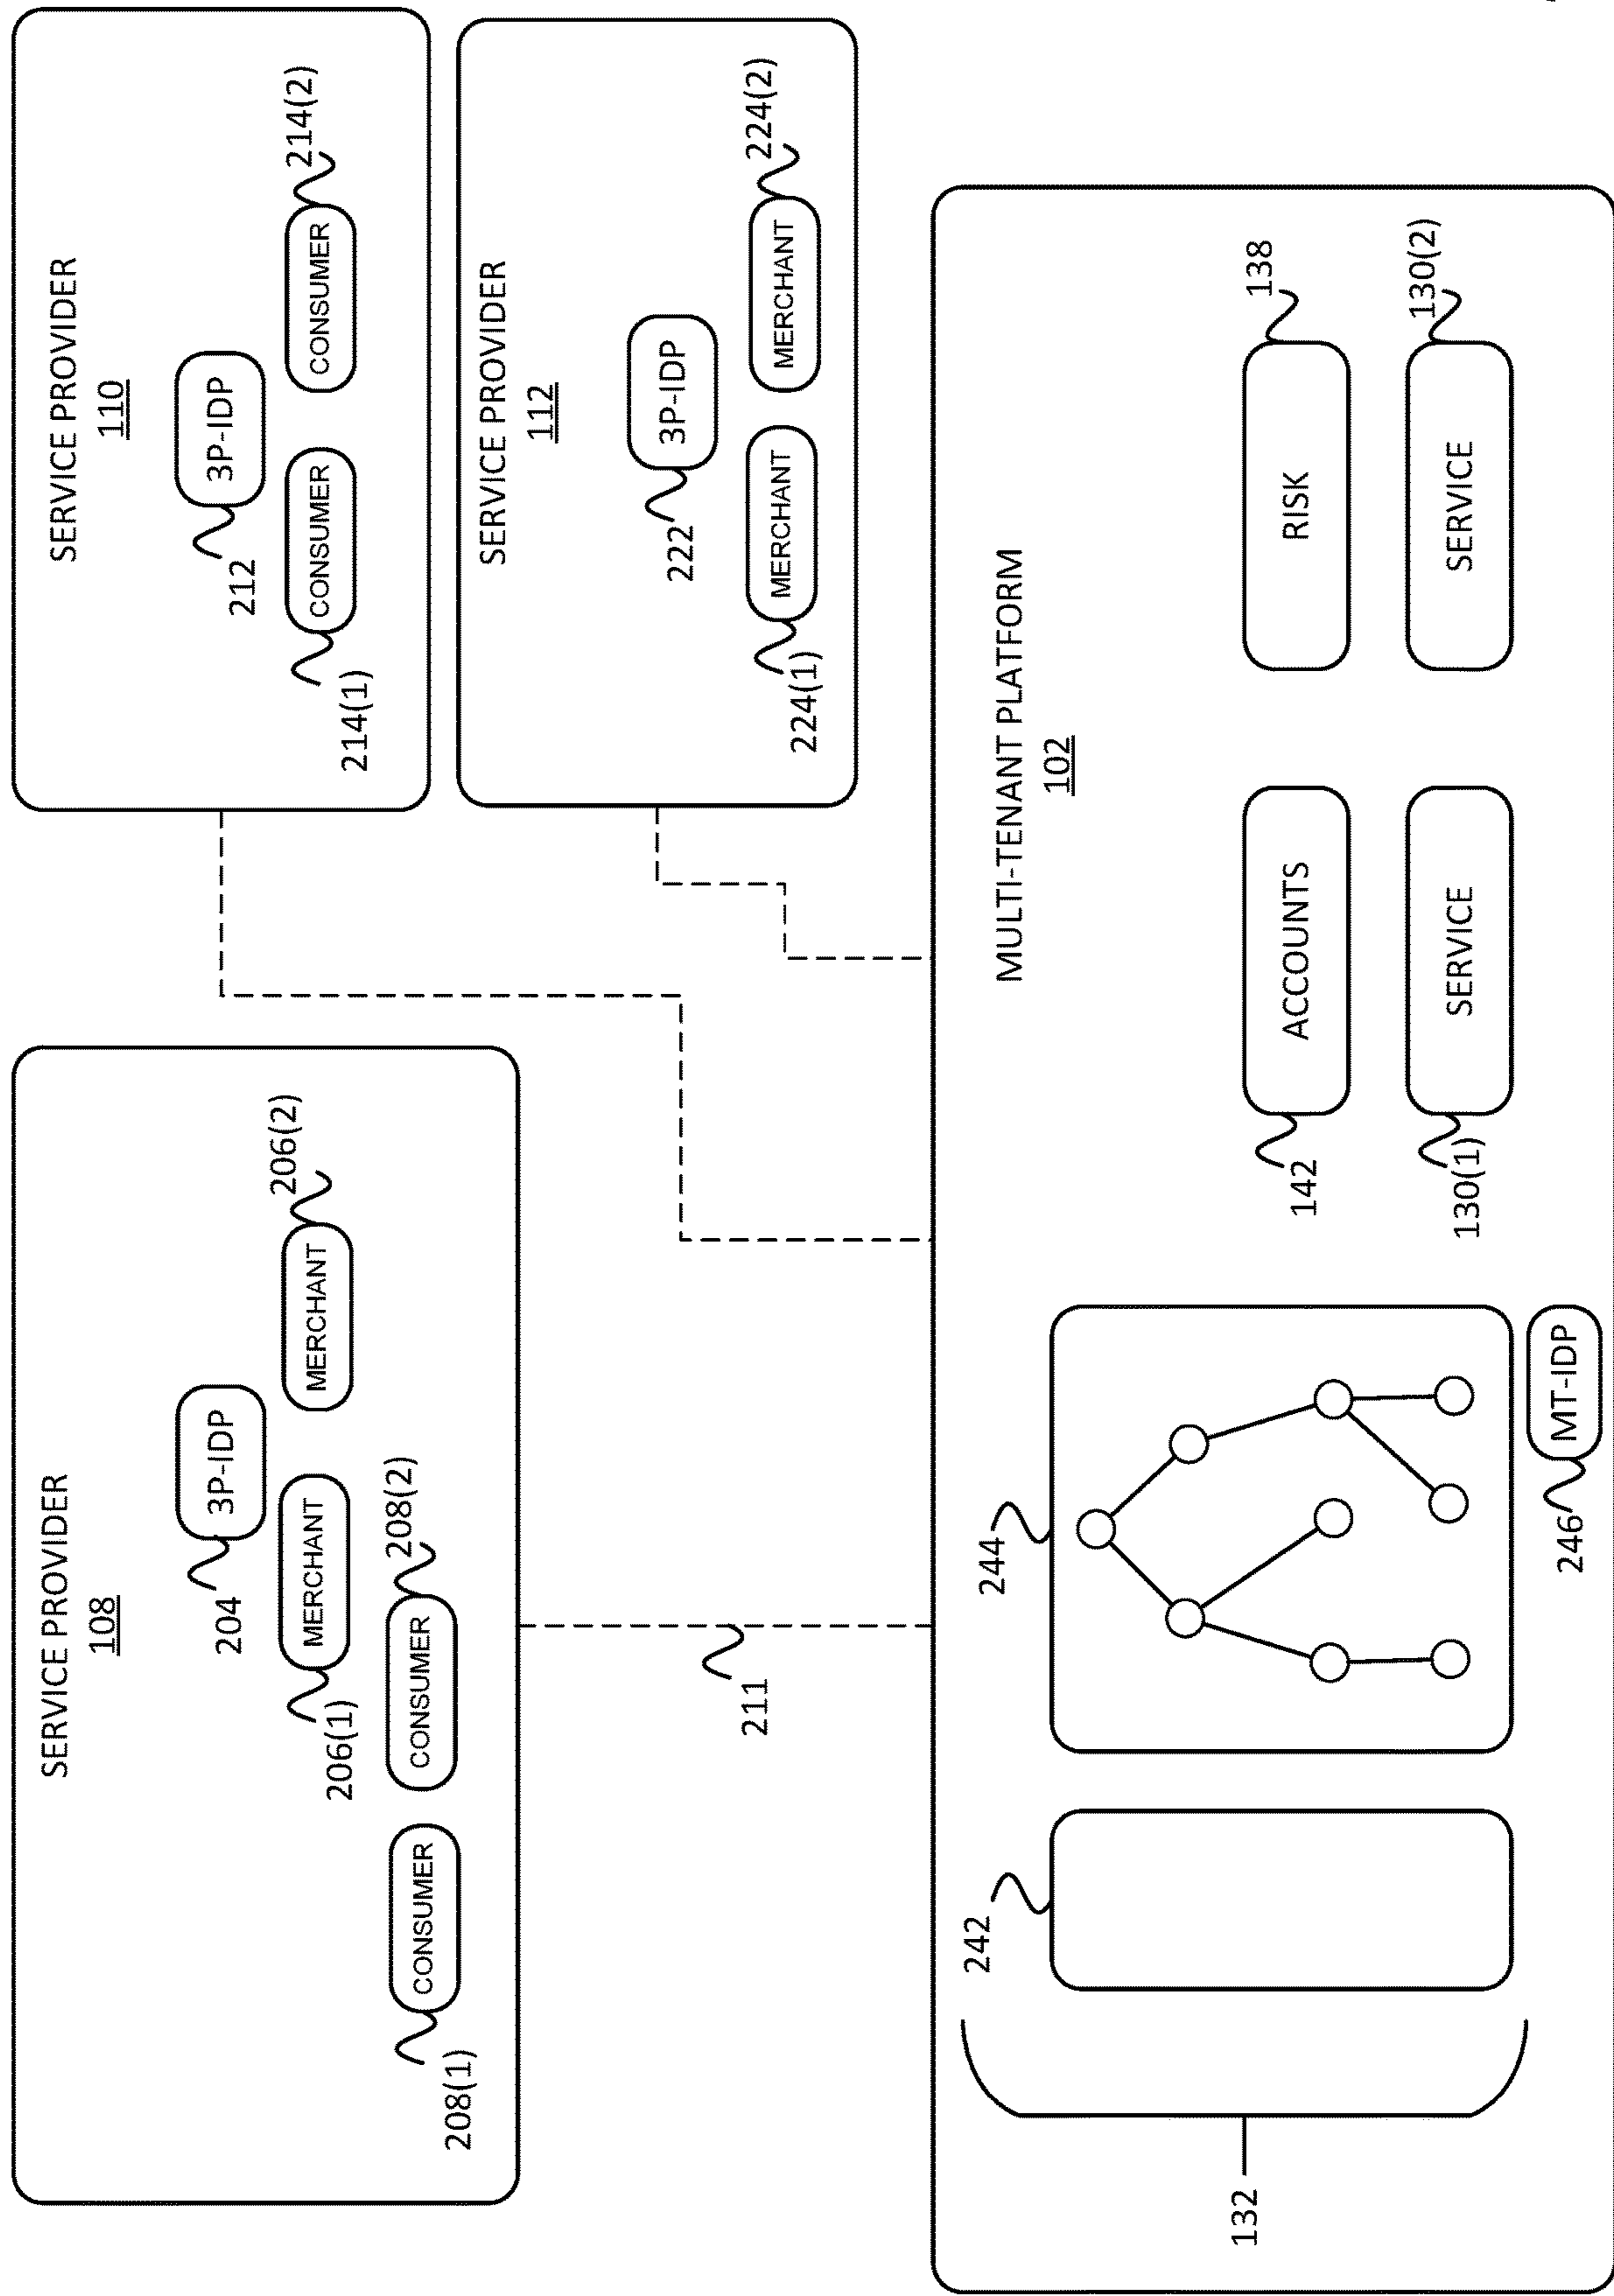 SERVICE PROVIDER
108
3P-IDP
204
MERCHANT
206(1)
MERCHANT
206(2)
CONSUMER
208(1)
CONSUMER
208(2)
SERVICE PROVIDER
110
3P-IDP
212
CONSUMER
214(1)
CONSUMER
214(2)
SERVICE PROVIDER
112
3P-IDP
222
MERCHANT
224(1)
MERCHANT
224(2)
211
MULTI-TENANT PLATFORM
102
132
242
244
246
MT-IDP
ACCOUNTS
142
RISK
138
SERVICE
130(1)
SERVICE
130(2)